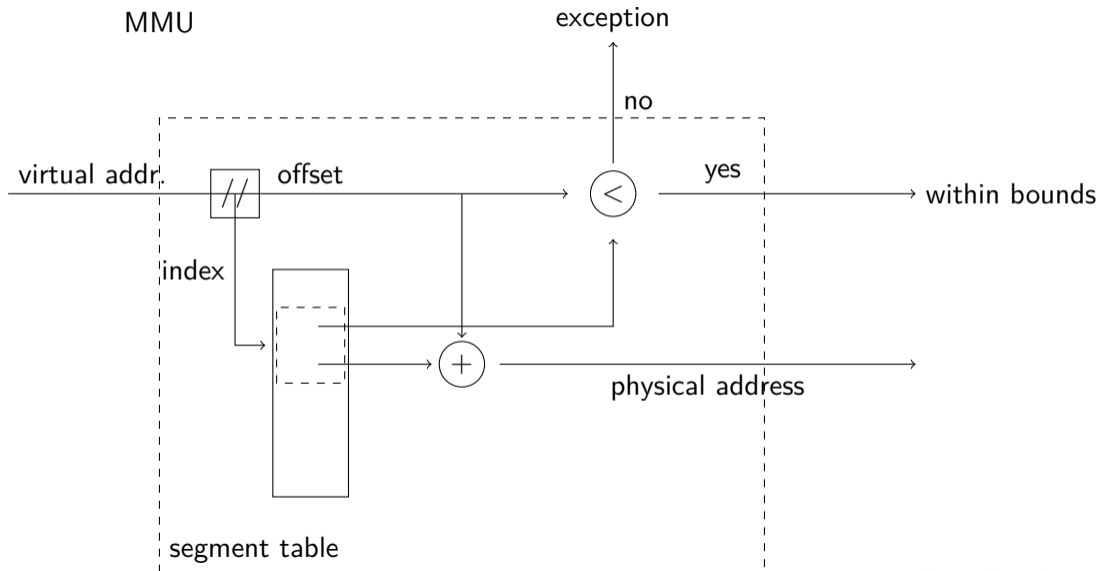 MMU
exception
no
virtual addr.
//
offset
<
yes
within bounds
index
+
physical address
segment table